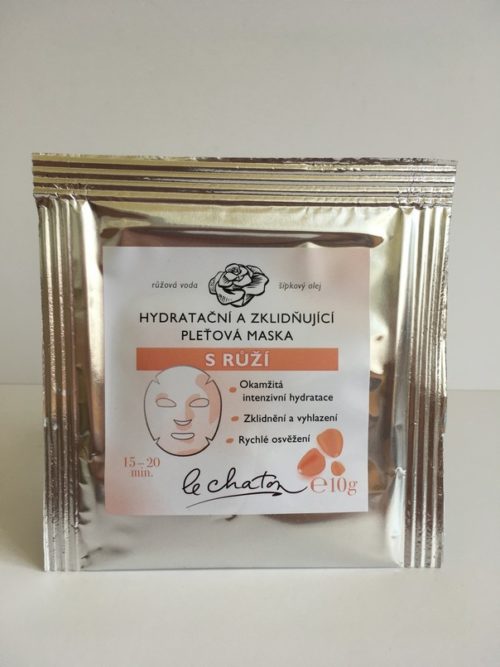 růžová voda
šípkový olej
HYDRATAČNÍ A ZKLIDŇUJÍCÍ
PLEŤOVÁ MASKA
S RŮŽÍ
Okamžitá
intenzivní hydratace
Zklidnění a vyhlazení
Rychlé osvěžení
15–20
min.
le chaton
℮10g